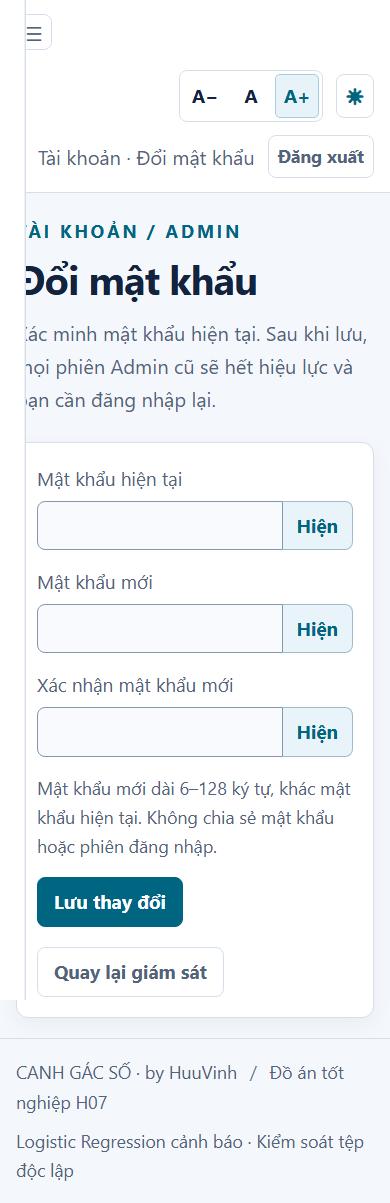 A− A A+
Tài khoản · Đổi mật khẩu Đăng xuất
TÀI KHOẢN / ADMIN
Đổi mật khẩu
Xác minh mật khẩu hiện tại. Sau khi lưu,
mọi phiên Admin cũ sẽ hết hiệu lực và
bạn cần đăng nhập lại.
Mật khẩu hiện tại
Hiện
Mật khẩu mới
Hiện
Xác nhận mật khẩu mới
Hiện
Mật khẩu mới dài 6–128 ký tự, khác mật
khẩu hiện tại. Không chia sẻ mật khẩu
hoặc phiên đăng nhập.
Lưu thay đổi
Quay lại giám sát
CANH GÁC SỐ · by HuuVinh / Đồ án tốt
nghiệp H07
Logistic Regression cảnh báo · Kiểm soát tệp
độc lập